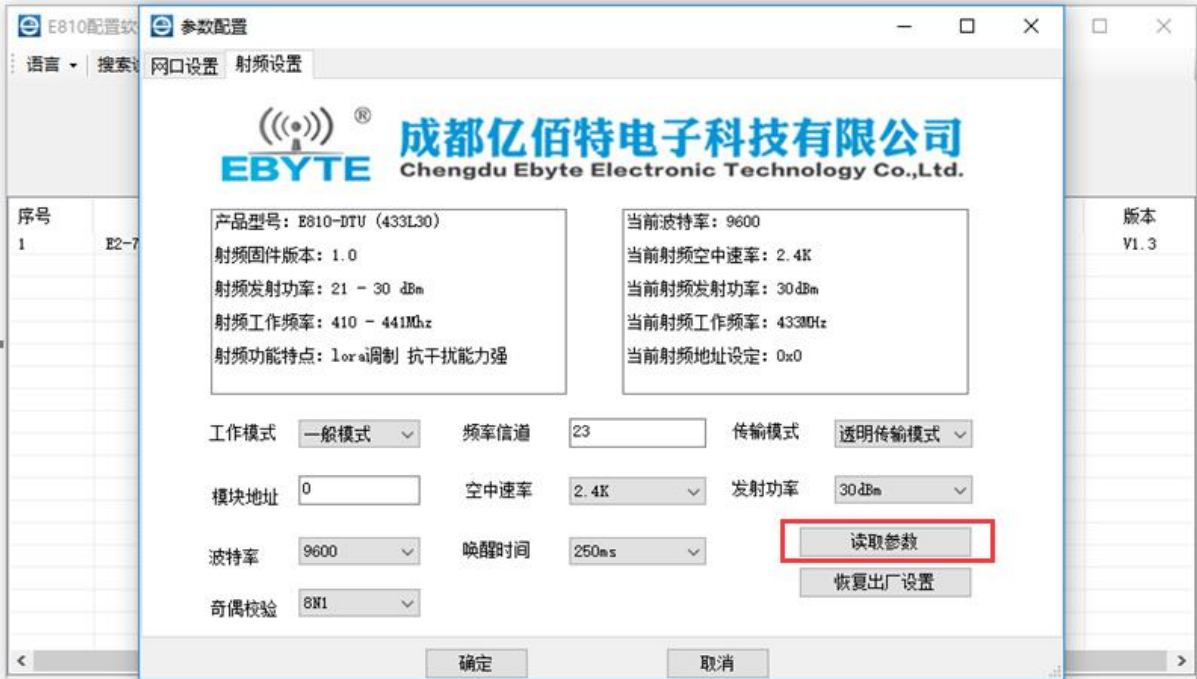 E810配置软
参数配置
语言
搜索
网口设置
射频设置
®
EBYTE
成都亿佰特电子科技有限公司
Chengdu Ebyte Electronic Technology Co.,Ltd.
序号
版本
1
E2-7
V1.3
产品型号：E810-DTU (433L30)
射频固件版本：1.0
射频发射功率：21 - 30 dBm
射频工作频率：410 - 441Mhz
射频功能特点：lora调制 抗干扰能力强
当前波特率：9600
当前射频空中速率：2.4K
当前射频发射功率：30dBm
当前射频工作频率：433MHz
当前射频地址设定：0x0
工作模式 一般模式 频率信道 23 传输模式 透明传输模式
模块地址 0 空中速率 2.4K 发射功率 30dBm
波特率 9600 唤醒时间 250ms 读取参数
恢复出厂设置
奇偶校验 8N1
确定 取消